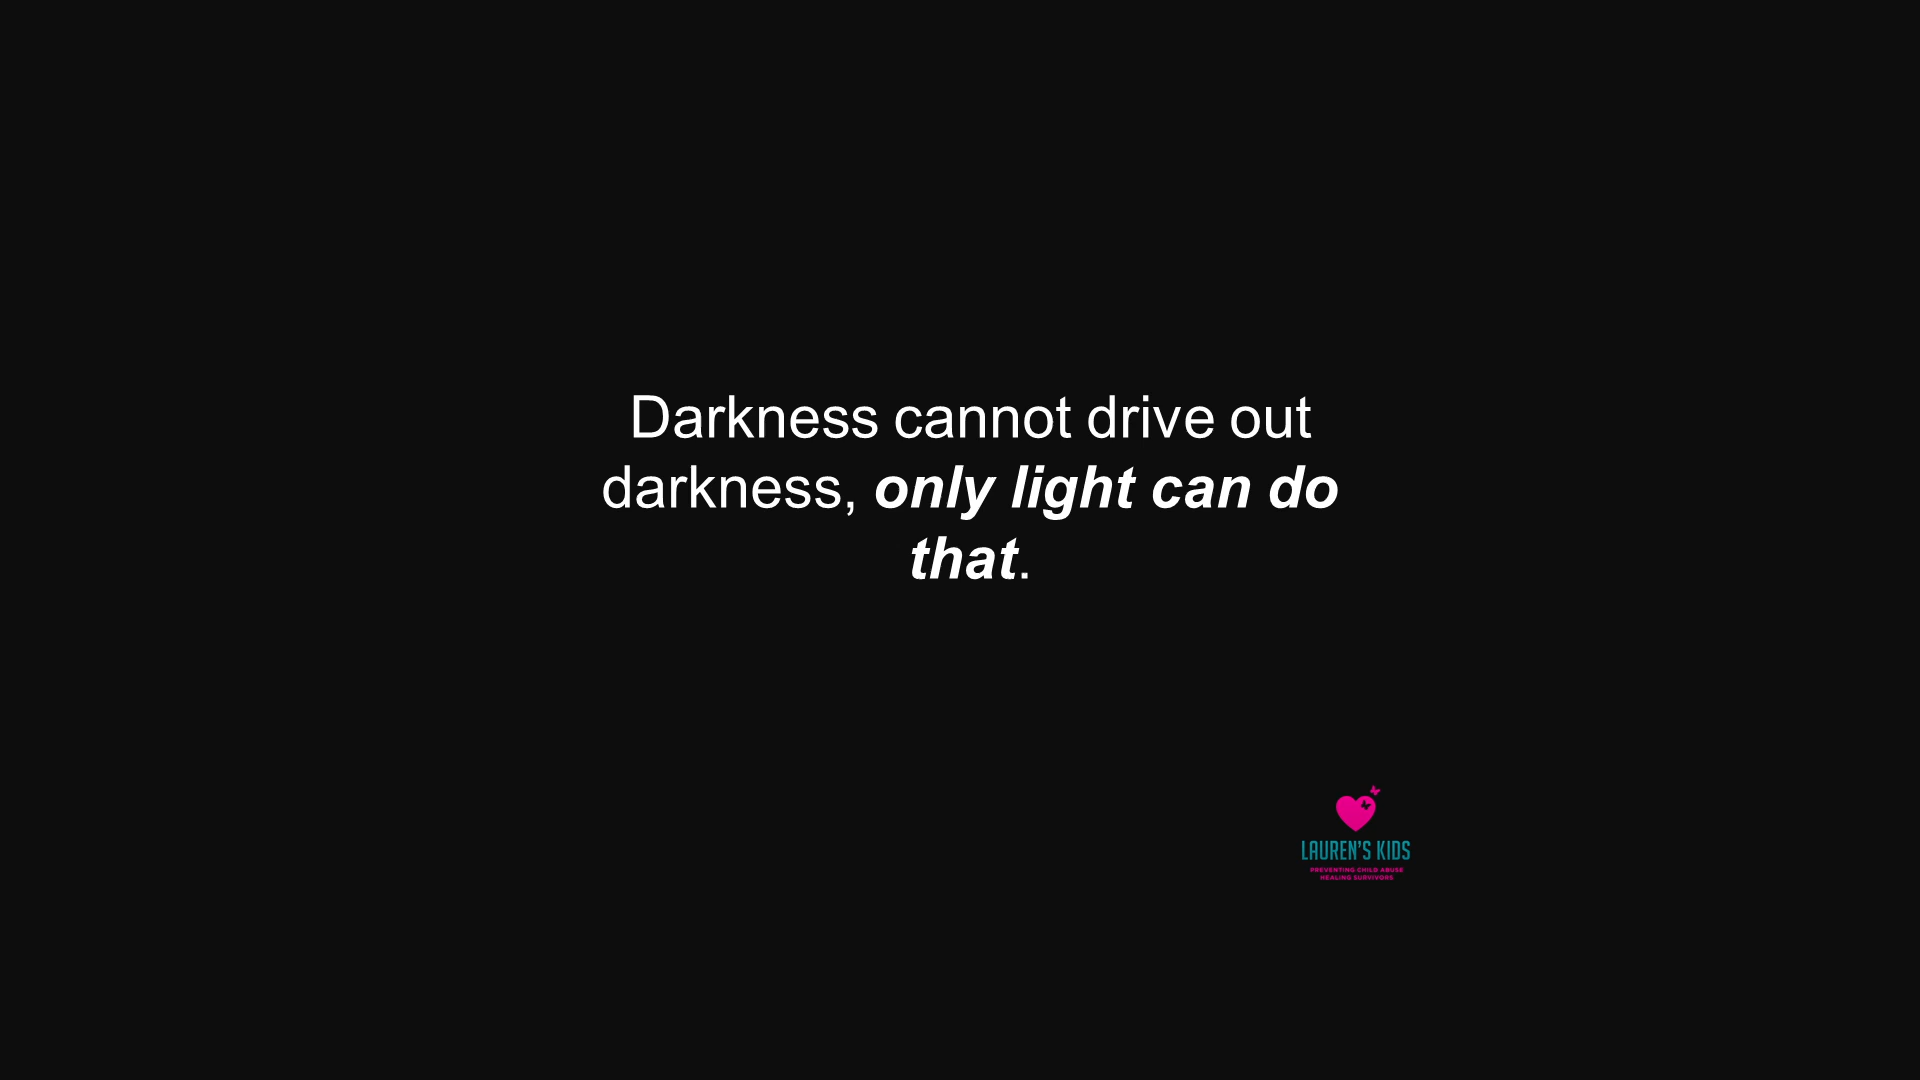 Darkness cannot drive out
darkness, only light can do
that.
LAUREN'S KIDS
PREVENTING CHILD ABUSE
HEALING SURVIVORS